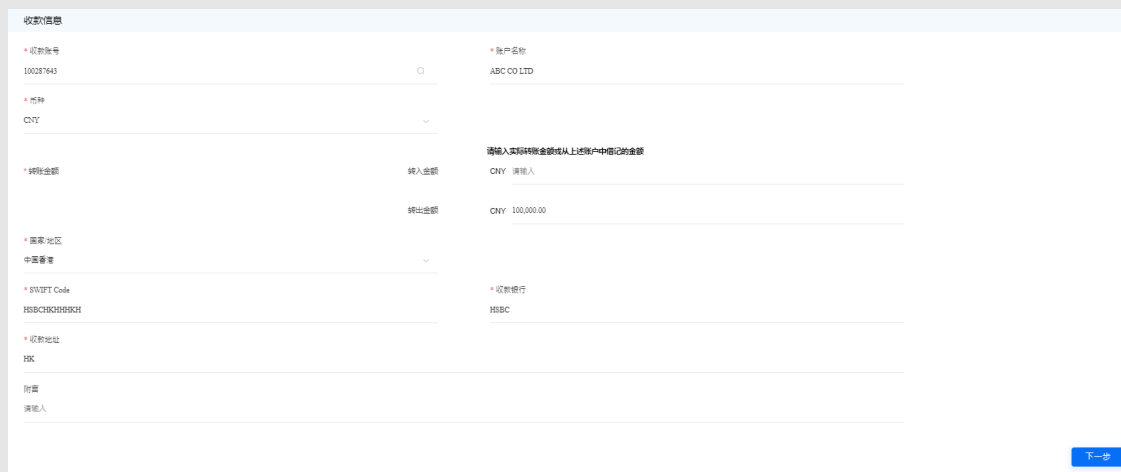 收款信息
* 收款账号
* 账户名称
100287643
ABC CO LTD
* 币种
CNY
请输入实际转账金额或从上述账户中借记的金额
* 转账金额
转入金额
CNY 请输入
转出金额
CNY 100,000.00
* 国家/地区
中国香港
* SWIFT Code
* 收款银行
HSBCHKHHHKH
HSBC
* 收款地址
HK
附言
请输入
下一步